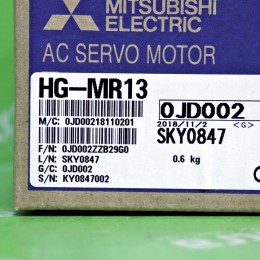 MITSUBISHI
ELECTRIC
AC SERVO MOTOR
HG-MR13
0JD002
M/C: 0JD00218110201
2018/11/2 <G>
SKY0847
F/N: 0JD002ZZB29G0
0.6 kg
L/N: SKY0847
G/C: 0JD002
S/N: KY0847002